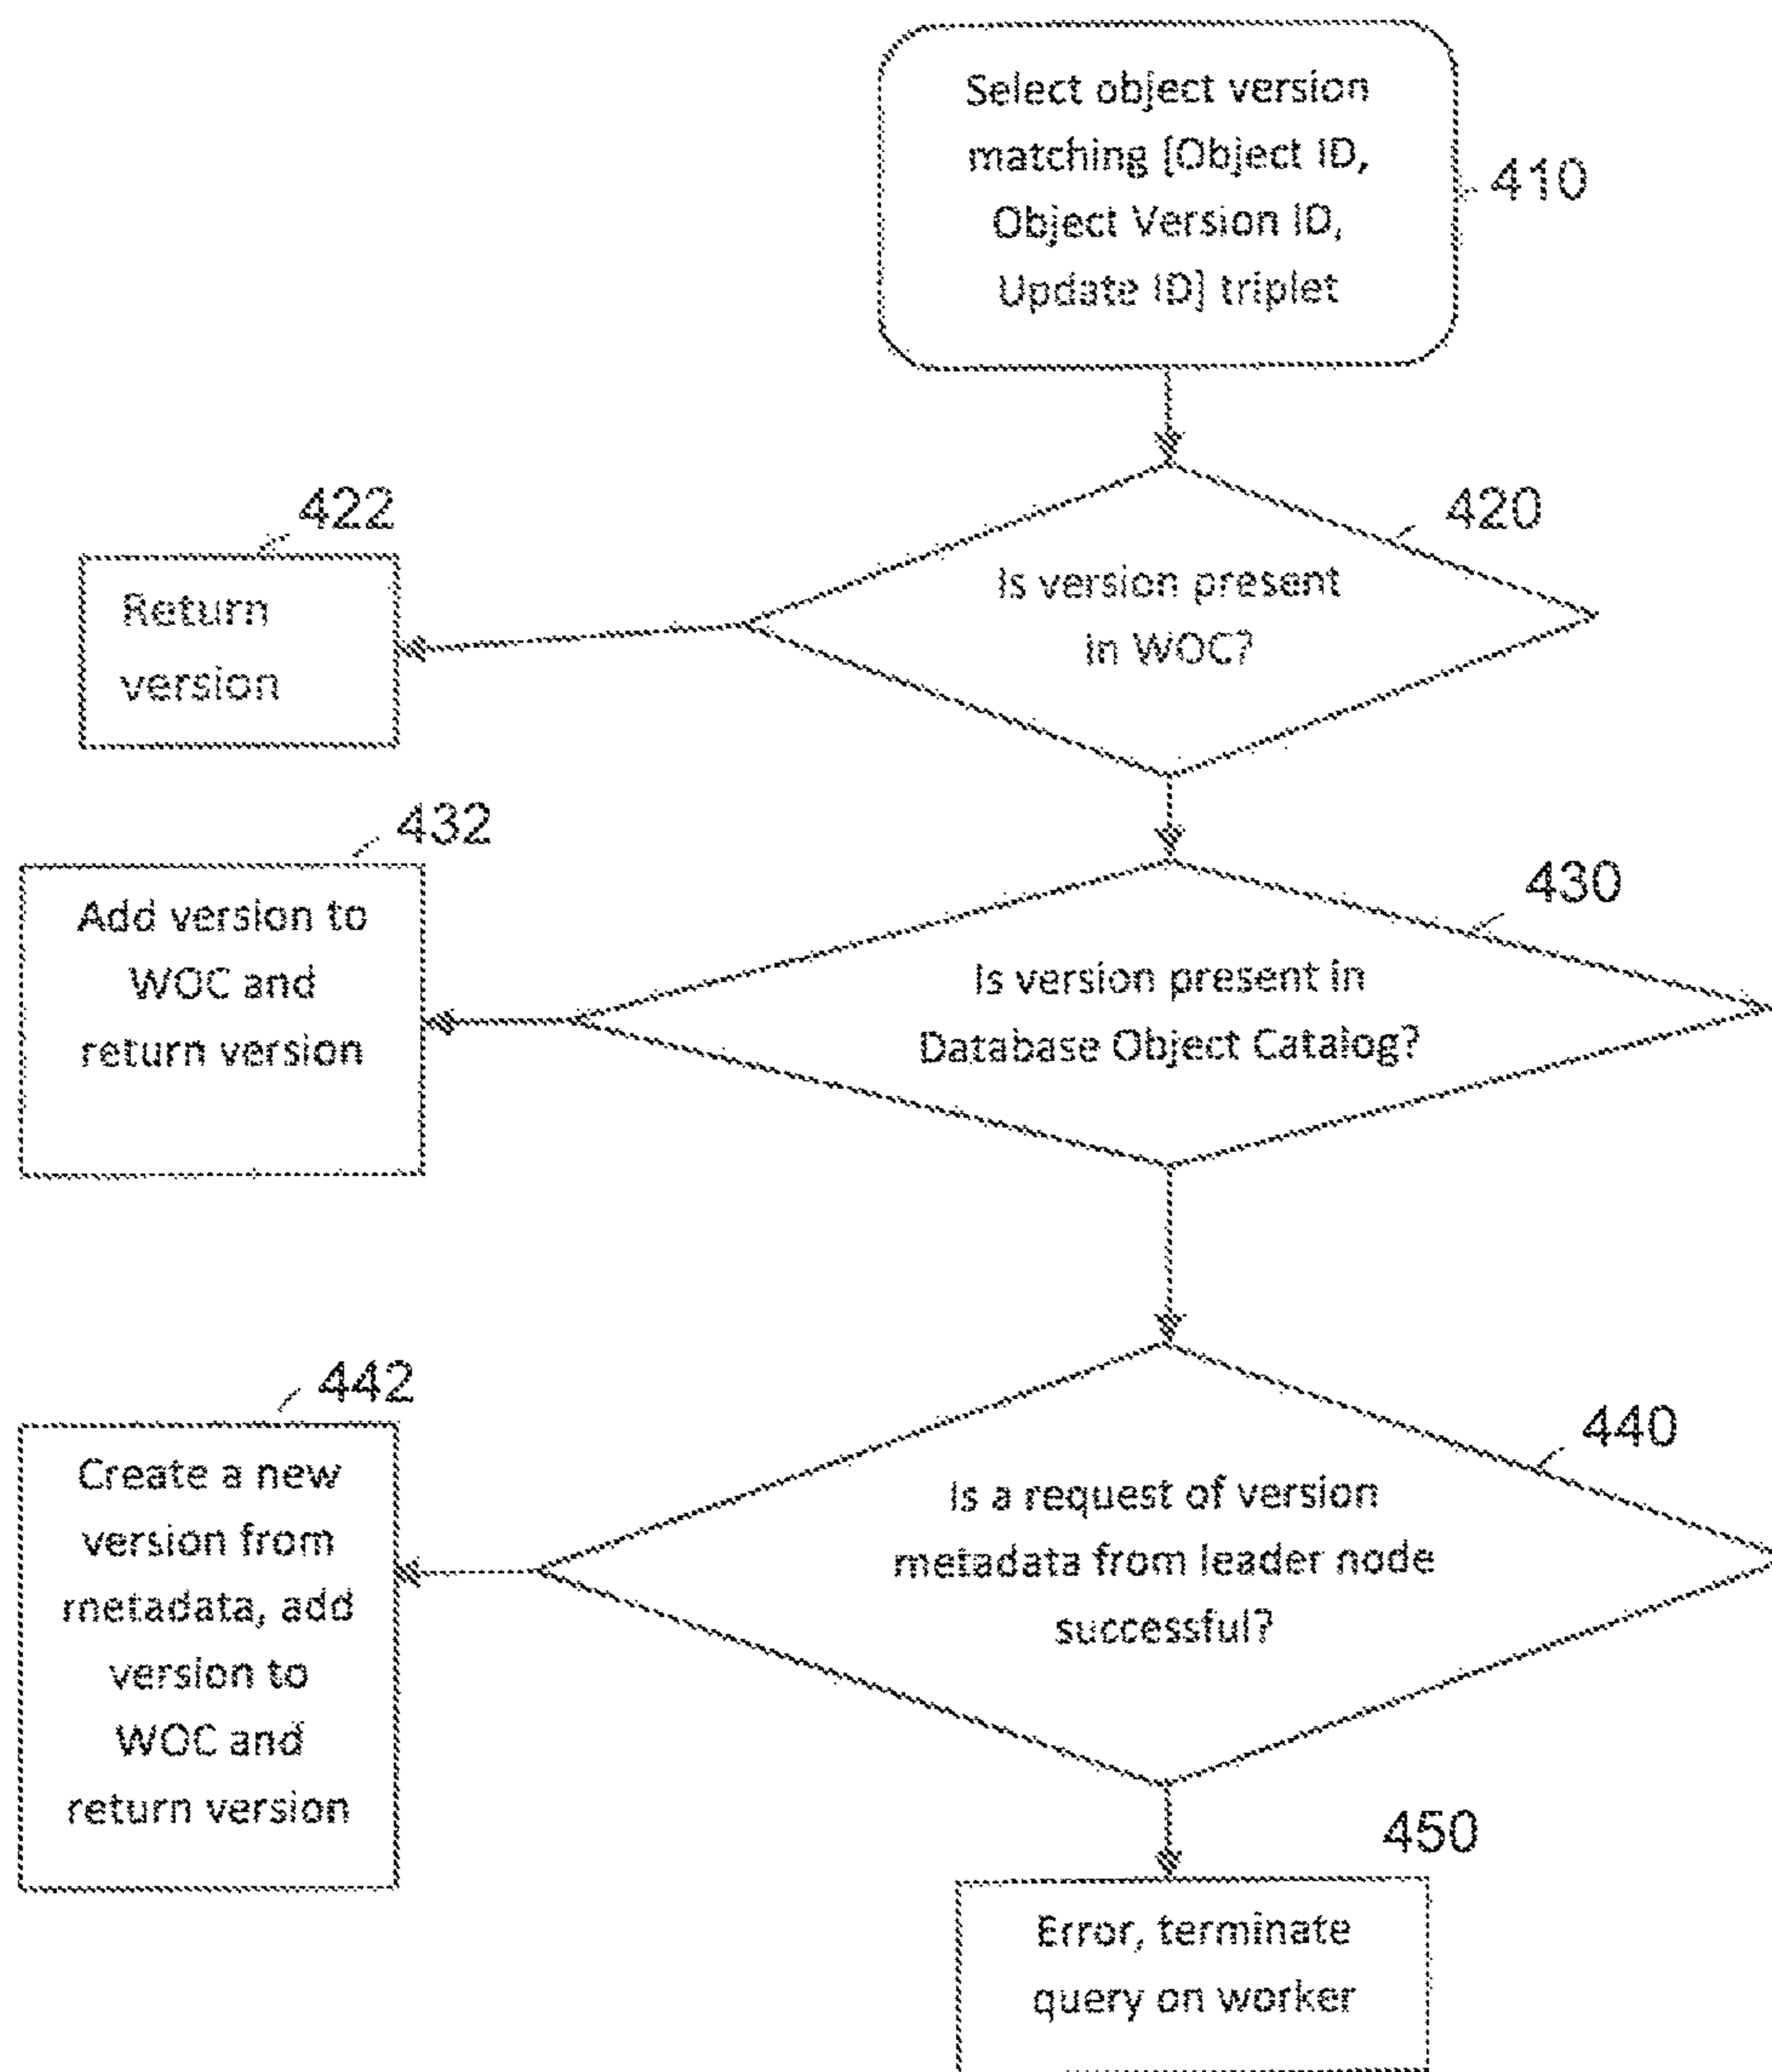 Select object version
matching [Object ID,
Object Version ID,
Update ID] triplet
410
422
420
Return
version
Is version present
in WOC?
432
430
Add version to
WOC and
return version
Is version present in
Database Object Catalog?
442
440
Create a new
version from
metadata, add
version to
WOC and
return version
Is a request of version
metadata from leader node
successful?
450
Error, terminate
query on worker